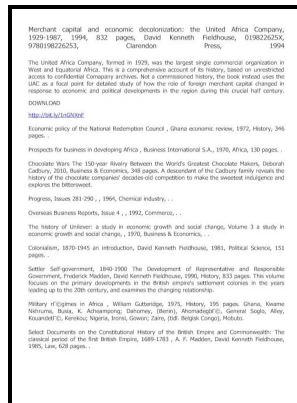 Merchant capital and economic decolonization: the United Africa Company,
1929-1987, 1994, 832 pages, David Kenneth Fieldhouse, 019822625X,
9780198226253, Clarendon Press, 1994
The United Africa Company, formed in 1929, was the largest single commercial organisation in
West and Equatorial Africa. This is a comprehensive account of its history, based on unrestricted
access to confidential Comapany archives. Not a commissioned history, the book instead uses the
UAC as a focal point for detailed study of how the role of foreign merchant capital changed in
response to economic and political developments in the region during this crucial half century.
DOWNLOAD
http://bit.ly/1nGNXnF
Economic policy of the National Redemption Council , Ghana economic review, 1972, History, 346
pages. .
Prospects for business in developing Africa , Business International S.A., 1970, Africa, 130 pages. .
Chocolate Wars The 150-year Rivalry Between the World's Greatest Chocolate Makers, Deborah
Cadbury, 2010, Business & Economics, 348 pages. A descendant of the Cadbury family reveals the
history of the chocolate companies' decades-old competition to make the sweetest indulgence and
explores the bittersweet.
Progress, Issues 281-290 , , 1964, Chemical industry, . .
Overseas Business Reports, Issue 4 , , 1992, Commerce, . .
The history of Unilever: a study in economic growth and social change, Volume 3 a study in
economic growth and social change, , 1970, Business & Economics, . .
Colonialism, 1870-1945 an introduction, David Kenneth Fieldhouse, 1981, Political Science, 151
pages. .
Settler Self-government, 1840-1900 The Development of Representative and Responsible
Government, Frederick Madden, David Kenneth Fieldhouse, 1990, History, 833 pages. This volume
focuses on the primary developments in the British empire's settlement colonies in the years
leading up to the 20th century, and examines the changing relationship.
Military rГ©gimes in Africa , William Gutteridge, 1975, History, 195 pages. Ghana, Kwame
Nkhruma, Busia, K. Acheampong; Dahomey, (Benin), AhomadegbГ©, General Soglo, Alley,
KouandetГ©, Kerekou; Nigeria, Ironsi, Gowon; Zaire, (tidl. Belgisk Congo), Mobuto.
Select Documents on the Constitutional History of the British Empire and Commonwealth: The
classical period of the first British Empire, 1689-1783 , A. F. Madden, David Kenneth Fieldhouse,
1985, Law, 628 pages. .